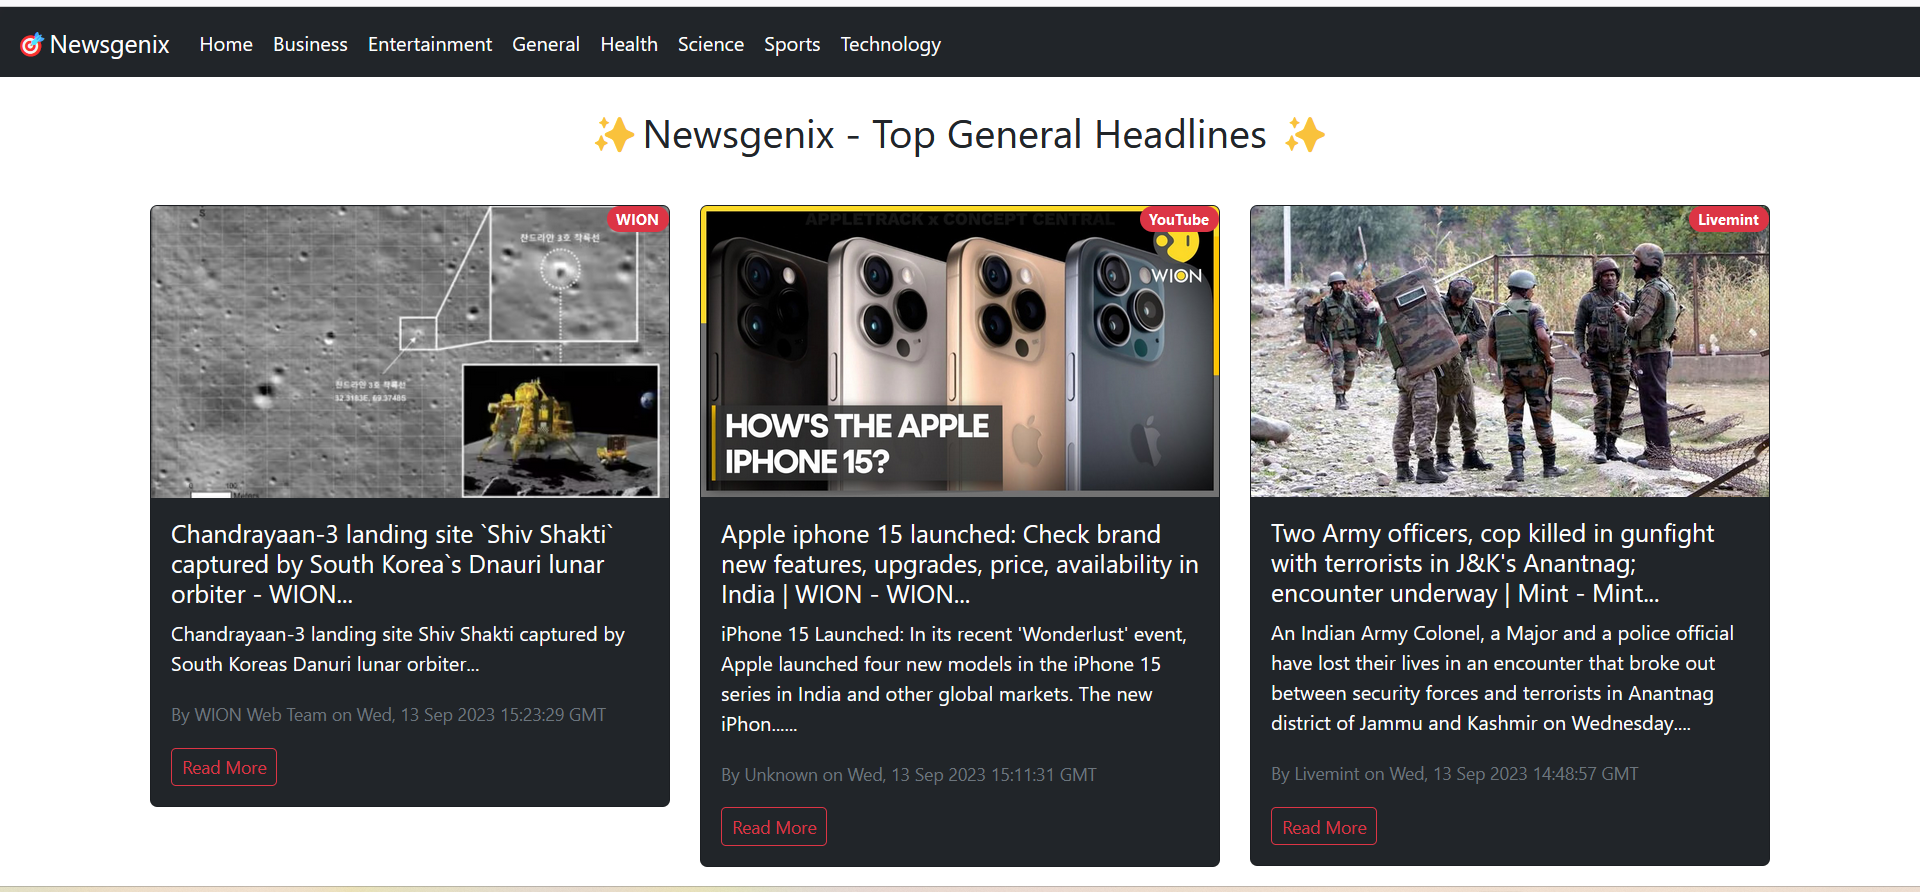 Newsgenix Home Business Entertainment General Health Science Sports Technology
Newsgenix - Top General Headlines
WION
S
찬드라얀 3호 착륙선
찬드라얀 3호 착륙선
32.3183E, 69.3748S
0 100
Meters
Chandrayaan-3 landing site `Shiv Shakti`
captured by South Korea`s Dnauri lunar
orbiter - WION...
Chandrayaan-3 landing site Shiv Shakti captured by
South Koreas Danuri lunar orbiter...
By WION Web Team on Wed, 13 Sep 2023 15:23:29 GMT
Read More
YouTube
APPLETRACK x CONCEPT CENTRAL
WION
HOW'S THE APPLE
IPHONE 15?
Apple iphone 15 launched: Check brand
new features, upgrades, price, availability in
India | WION - WION...
iPhone 15 Launched: In its recent 'Wonderlust' event,
Apple launched four new models in the iPhone 15
series in India and other global markets. The new
iPhon......
By Unknown on Wed, 13 Sep 2023 15:11:31 GMT
Read More
Livemint
Two Army officers, cop killed in gunfight
with terrorists in J&K's Anantnag;
encounter underway | Mint - Mint...
An Indian Army Colonel, a Major and a police official
have lost their lives in an encounter that broke out
between security forces and terrorists in Anantnag
district of Jammu and Kashmir on Wednesday....
By Livemint on Wed, 13 Sep 2023 14:48:57 GMT
Read More